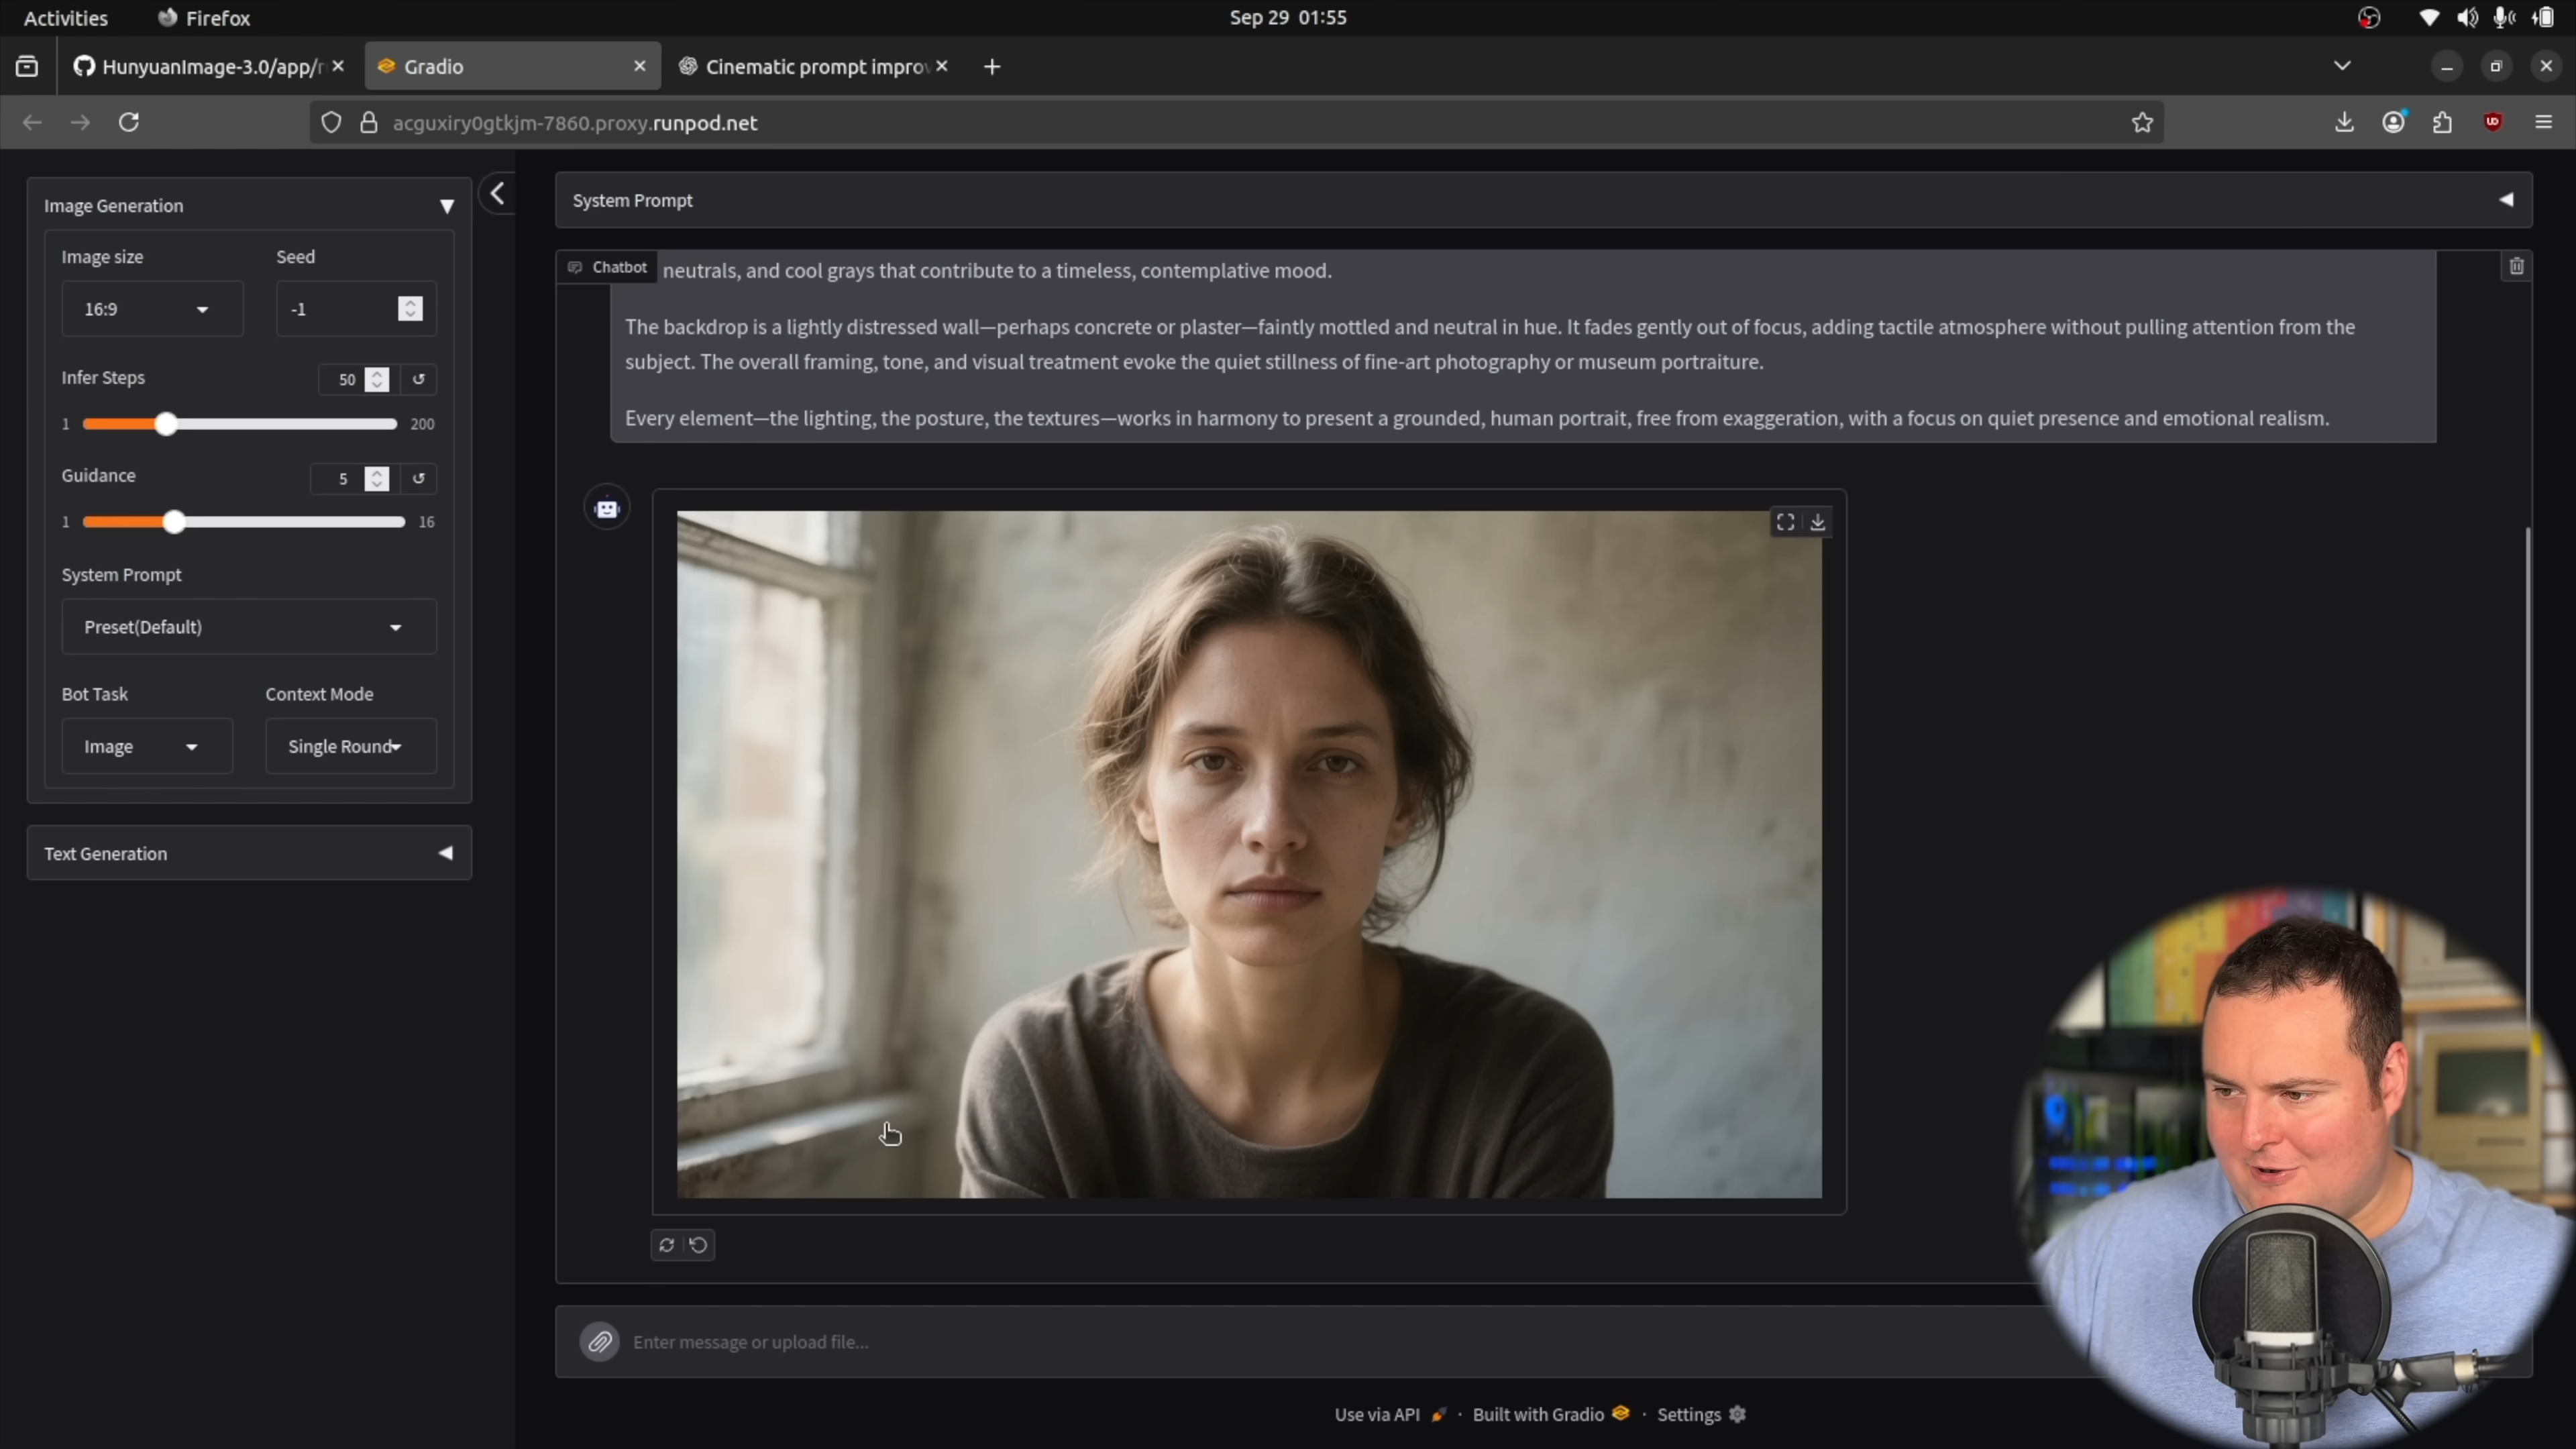 Activities Firefox Sep 29 01:55
HunyuanImage-3.0/app/r Gradio Cinematic prompt impro
acguxiry0gtkjm-7860.proxy.runpod.net
Image Generation
Image size Seed
16:9 -1
Infer Steps 50
1 200
Guidance 5
1 16
System Prompt
Preset(Default)
Bot Task Context Mode
Image Single Round
Text Generation
System Prompt
Chatbot
neutrals, and cool grays that contribute to a timeless, contemplative mood.
The backdrop is a lightly distressed wall—perhaps concrete or plaster—faintly mottled and neutral in hue. It fades gently out of focus, adding tactile atmosphere without pulling attention from the
subject. The overall framing, tone, and visual treatment evoke the quiet stillness of fine-art photography or museum portraiture.
Every element—the lighting, the posture, the textures—works in harmony to present a grounded, human portrait, free from exaggeration, with a focus on quiet presence and emotional realism.
Enter message or upload file...
Use via API · Built with Gradio · Settings